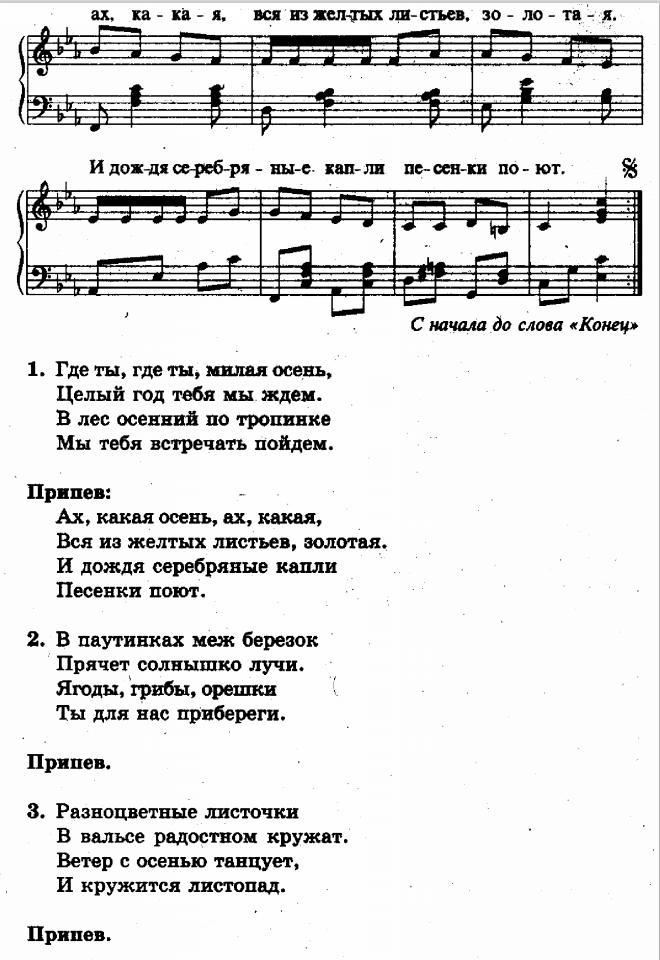 ах, ка - ка - я, вся из жел-тых ли-стьев, зо - ло - та - я.
И дож-дя се-реб-ря - ны-е кап-ли пе-сен-ки по - ют.
С начала до слова «Конец»
1. Где ты, где ты, милая осень,
Целый год тебя мы ждем.
В лес осенний по тропинке
Мы тебя встречать пойдем.
Припев:
Ах, какая осень, ах, какая,
Вся из желтых листьев, золотая.
И дождя серебряные капли
Песенки поют.
2. В паутинках меж березок
Прячет солнышко лучи.
Ягоды, грибы, орешки
Ты для нас прибереги.
Припев.
3. Разноцветные листочки
В вальсе радостном кружат.
Ветер с осенью танцует,
И кружится листопад.
Припев.